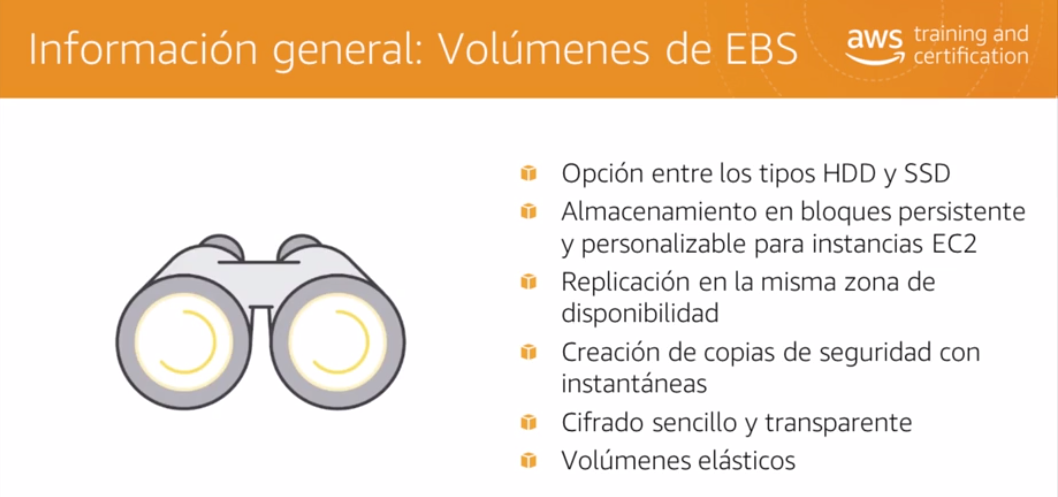 Información general: Volúmenes de EBS
aws training and
certification
Opción entre los tipos HDD y SSD
Almacenamiento en bloques persistente
y personalizable para instancias EC2
Replicación en la misma zona de
disponibilidad
Creación de copias de seguridad con
instantáneas
Cifrado sencillo y transparente
Volúmenes elásticos